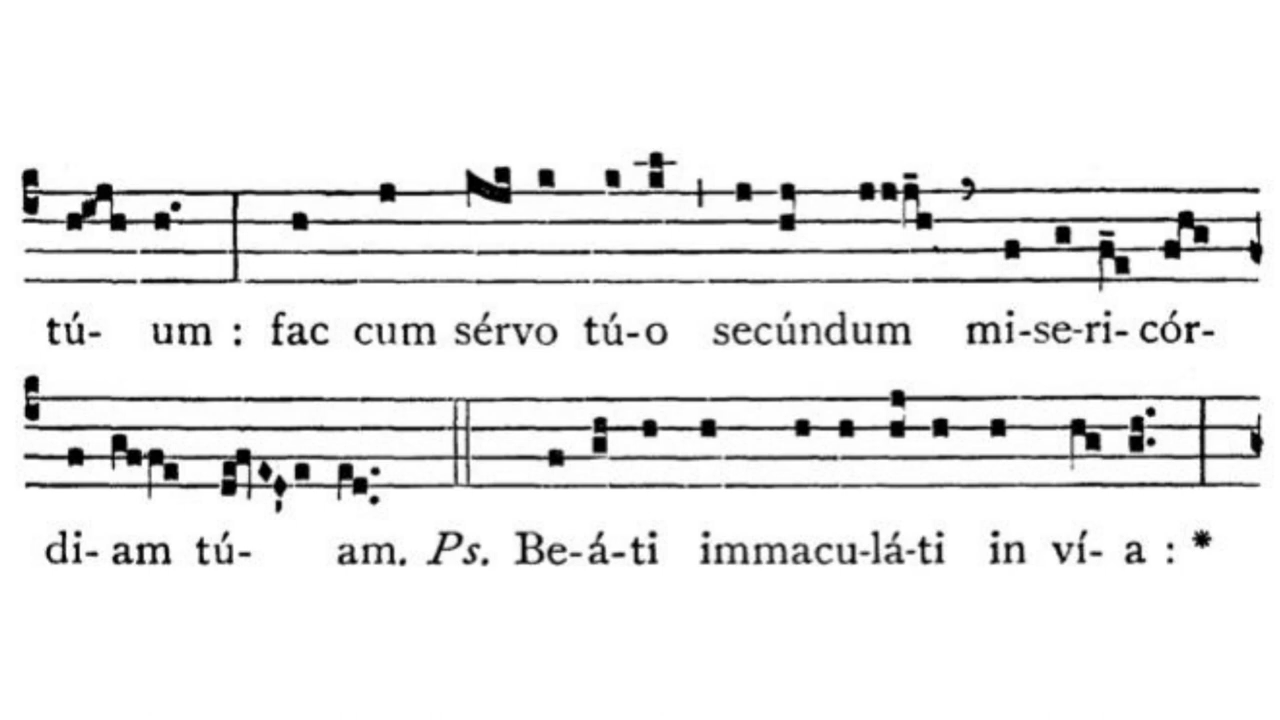 tú- um : fac cum sérvo tú-o secúndum mi-se-ri-cór-
di-am tú- am. Ps. Be-á-ti immacu-lá-ti in ví- a : *